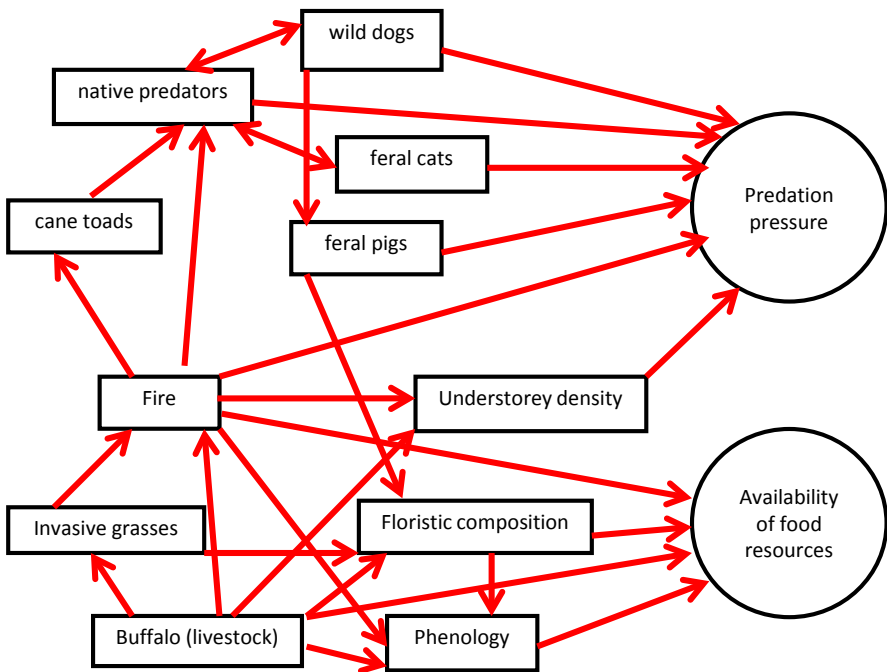 wild dogs
native predators
feral cats
Predation
pressure
cane toads
feral pigs
Fire
Understorey density
Invasive grasses
Floristic composition
Availability
of food
resources
Buffalo (livestock)
Phenology